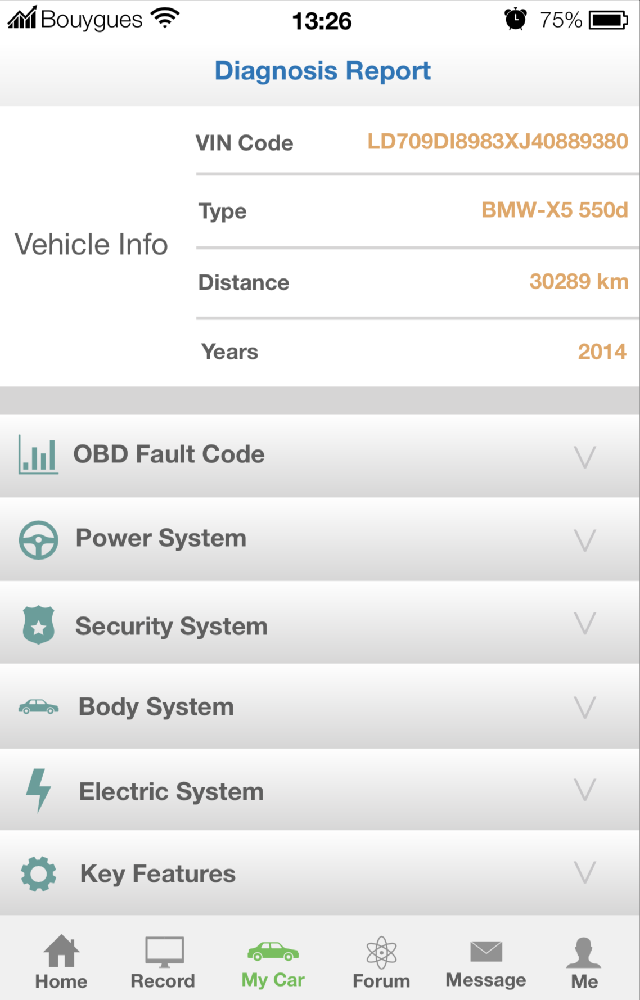 Bouygues 13:26 75%
Diagnosis Report
VIN Code LD709DI8983XJ40889380
Type BMW-X5 550d
Vehicle Info
Distance 30289 km
Years 2014
OBD Fault Code
Power System
Security System
Body System
Electric System
Key Features
Home Record My Car Forum Message Me